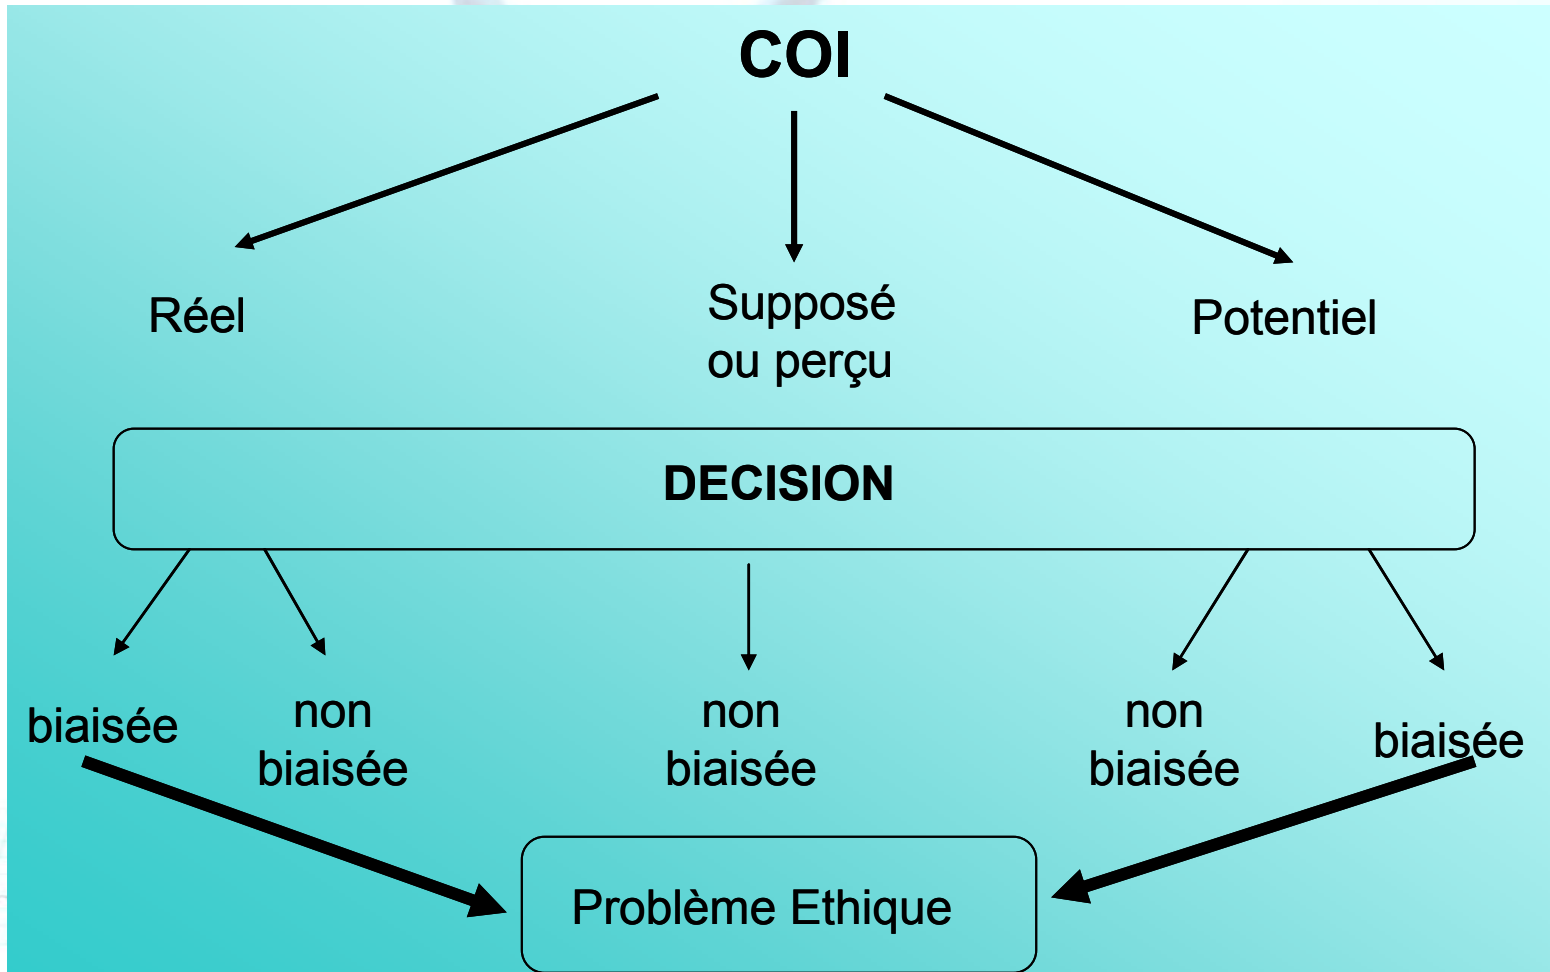 COI
Réel
Supposé
ou perçu
Potentiel
DECISION
biaisée
non
biaisée
non
biaisée
non
biaisée
biaisée
Problème Ethique